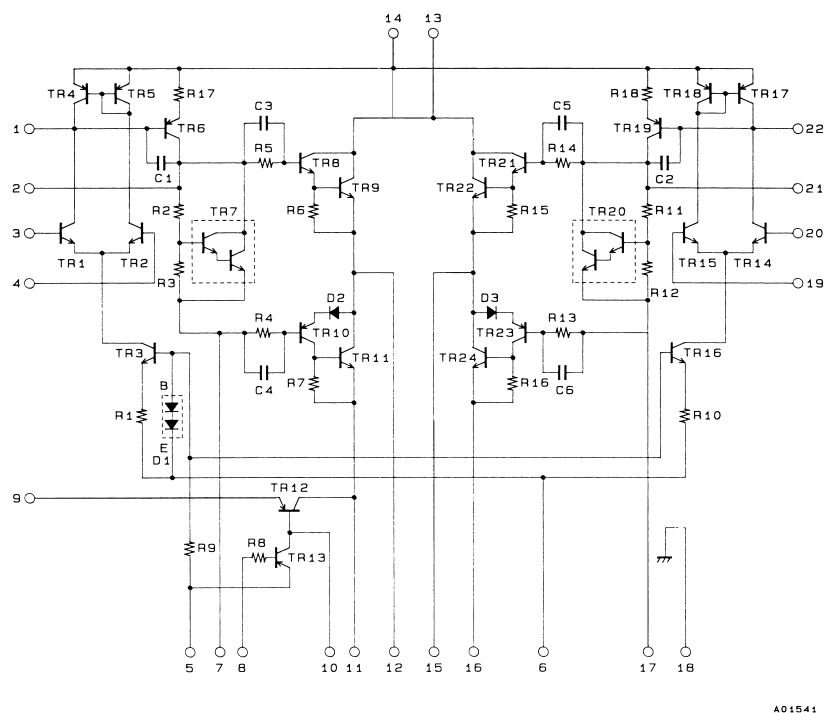 14 13
TR4 TR5 R17 C3 C5 R18 TR18 TR17
1 TR6 TR19 22
R5 R14
C1 TR8 TR21 C2
2 TR9 TR22 21
R2 TR7 R6 R15 TR20 R11
3 20
TR1 TR2 TR15 TR14
4 R3 R12 19
D2 D3
R4 R13
TR10 TR23
TR3 TR11 TR24 TR16
R7 C4 R16 C6
B
R1 R10
E
D1
9 TR12
R9 R8 TR13
5 7 8 10 11 12 15 16 6 17 18
A01541